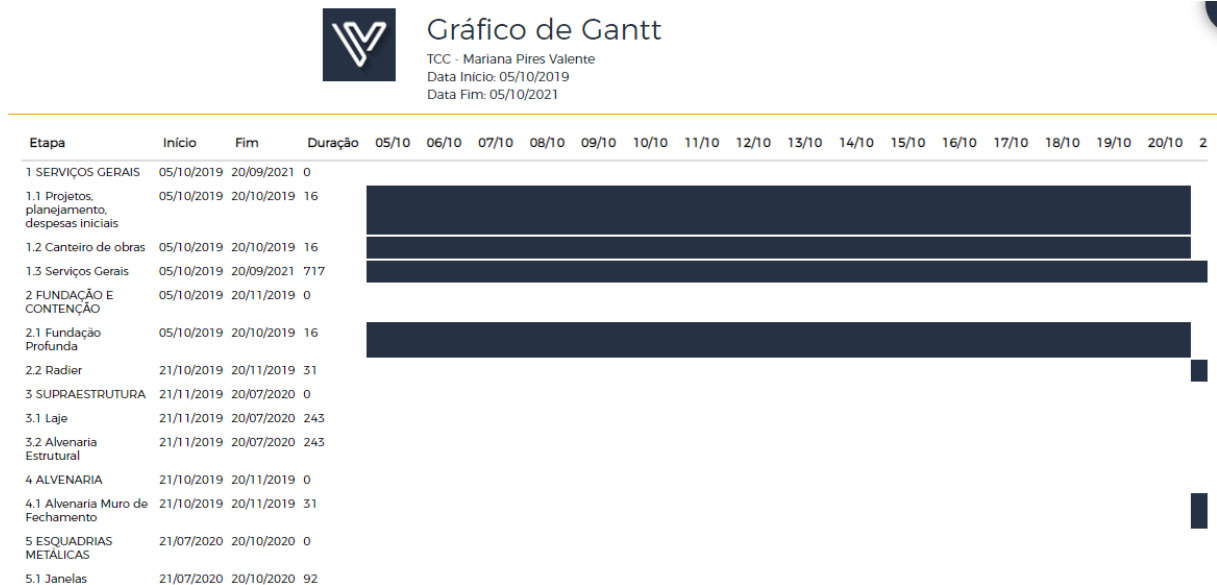 Gráfico de Gantt
TCC - Mariana Pires Valente
Data Início: 05/10/2019
Data Fim: 05/10/2021
Etapa Início Fim Duração 05/10 06/10 07/10 08/10 09/10 10/10 11/10 12/10 13/10 14/10 15/10 16/10 17/10 18/10 19/10 20/10 2
1 SERVIÇOS GERAIS 05/10/2019 20/09/2021 0
1.1 Projetos, 05/10/2019 20/10/2019 16
planejamento,
despesas iniciais
1.2 Canteiro de obras 05/10/2019 20/10/2019 16
1.3 Serviços Gerais 05/10/2019 20/09/2021 717
2 FUNDAÇÃO E 05/10/2019 20/11/2019 0
CONTENÇÃO
2.1 Fundação 05/10/2019 20/10/2019 16
Profunda
2.2 Radier 21/10/2019 20/11/2019 31
3 SUPRAESTRUTURA 21/11/2019 20/07/2020 0
3.1 Laje 21/11/2019 20/07/2020 243
3.2 Alvenaria 21/11/2019 20/07/2020 243
Estrutural
4 ALVENARIA 21/10/2019 20/11/2019 0
4.1 Alvenaria Muro de 21/10/2019 20/11/2019 31
Fechamento
5 ESQUADRIAS 21/07/2020 20/10/2020 0
METÁLICAS
5.1 Janelas 21/07/2020 20/10/2020 92